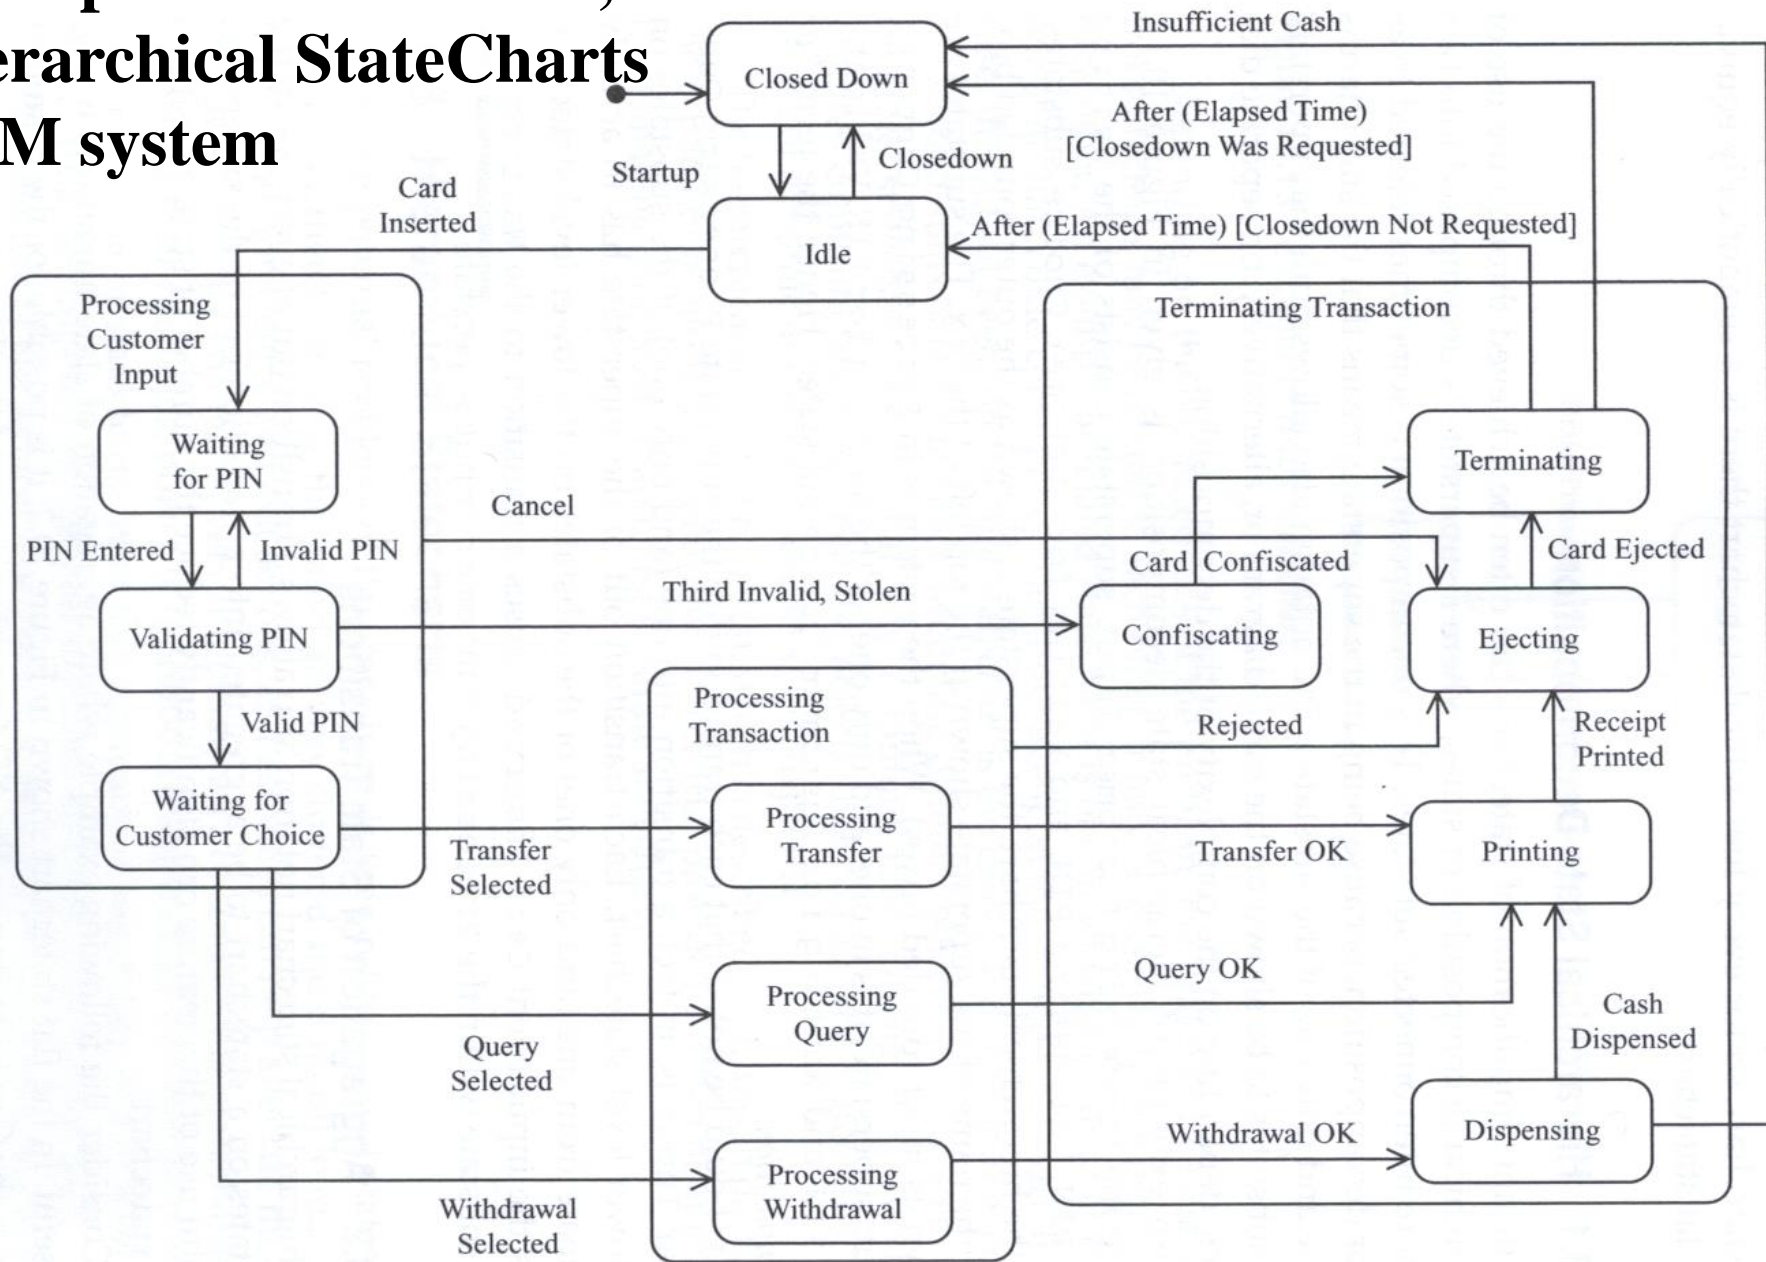 erarchical StateCharts
M system
Insufficient Cash
Closed Down
After (Elapsed Time)
[Closedown Was Requested]
Startup
Closedown
Card
Inserted
After (Elapsed Time) [Closedown Not Requested]
Idle
Processing
Customer
Input
Terminating Transaction
Waiting
for PIN
Terminating
Cancel
PIN Entered
Invalid PIN
Card Confiscated
Card Ejected
Third Invalid, Stolen
Validating PIN
Confiscating
Ejecting
Processing
Transaction
Valid PIN
Rejected
Receipt
Printed
Waiting for
Customer Choice
Processing
Transfer
Printing
Transfer
Selected
Transfer OK
Query OK
Processing
Query
Cash
Dispensed
Query
Selected
Withdrawal OK
Dispensing
Processing
Withdrawal
Withdrawal
Selected